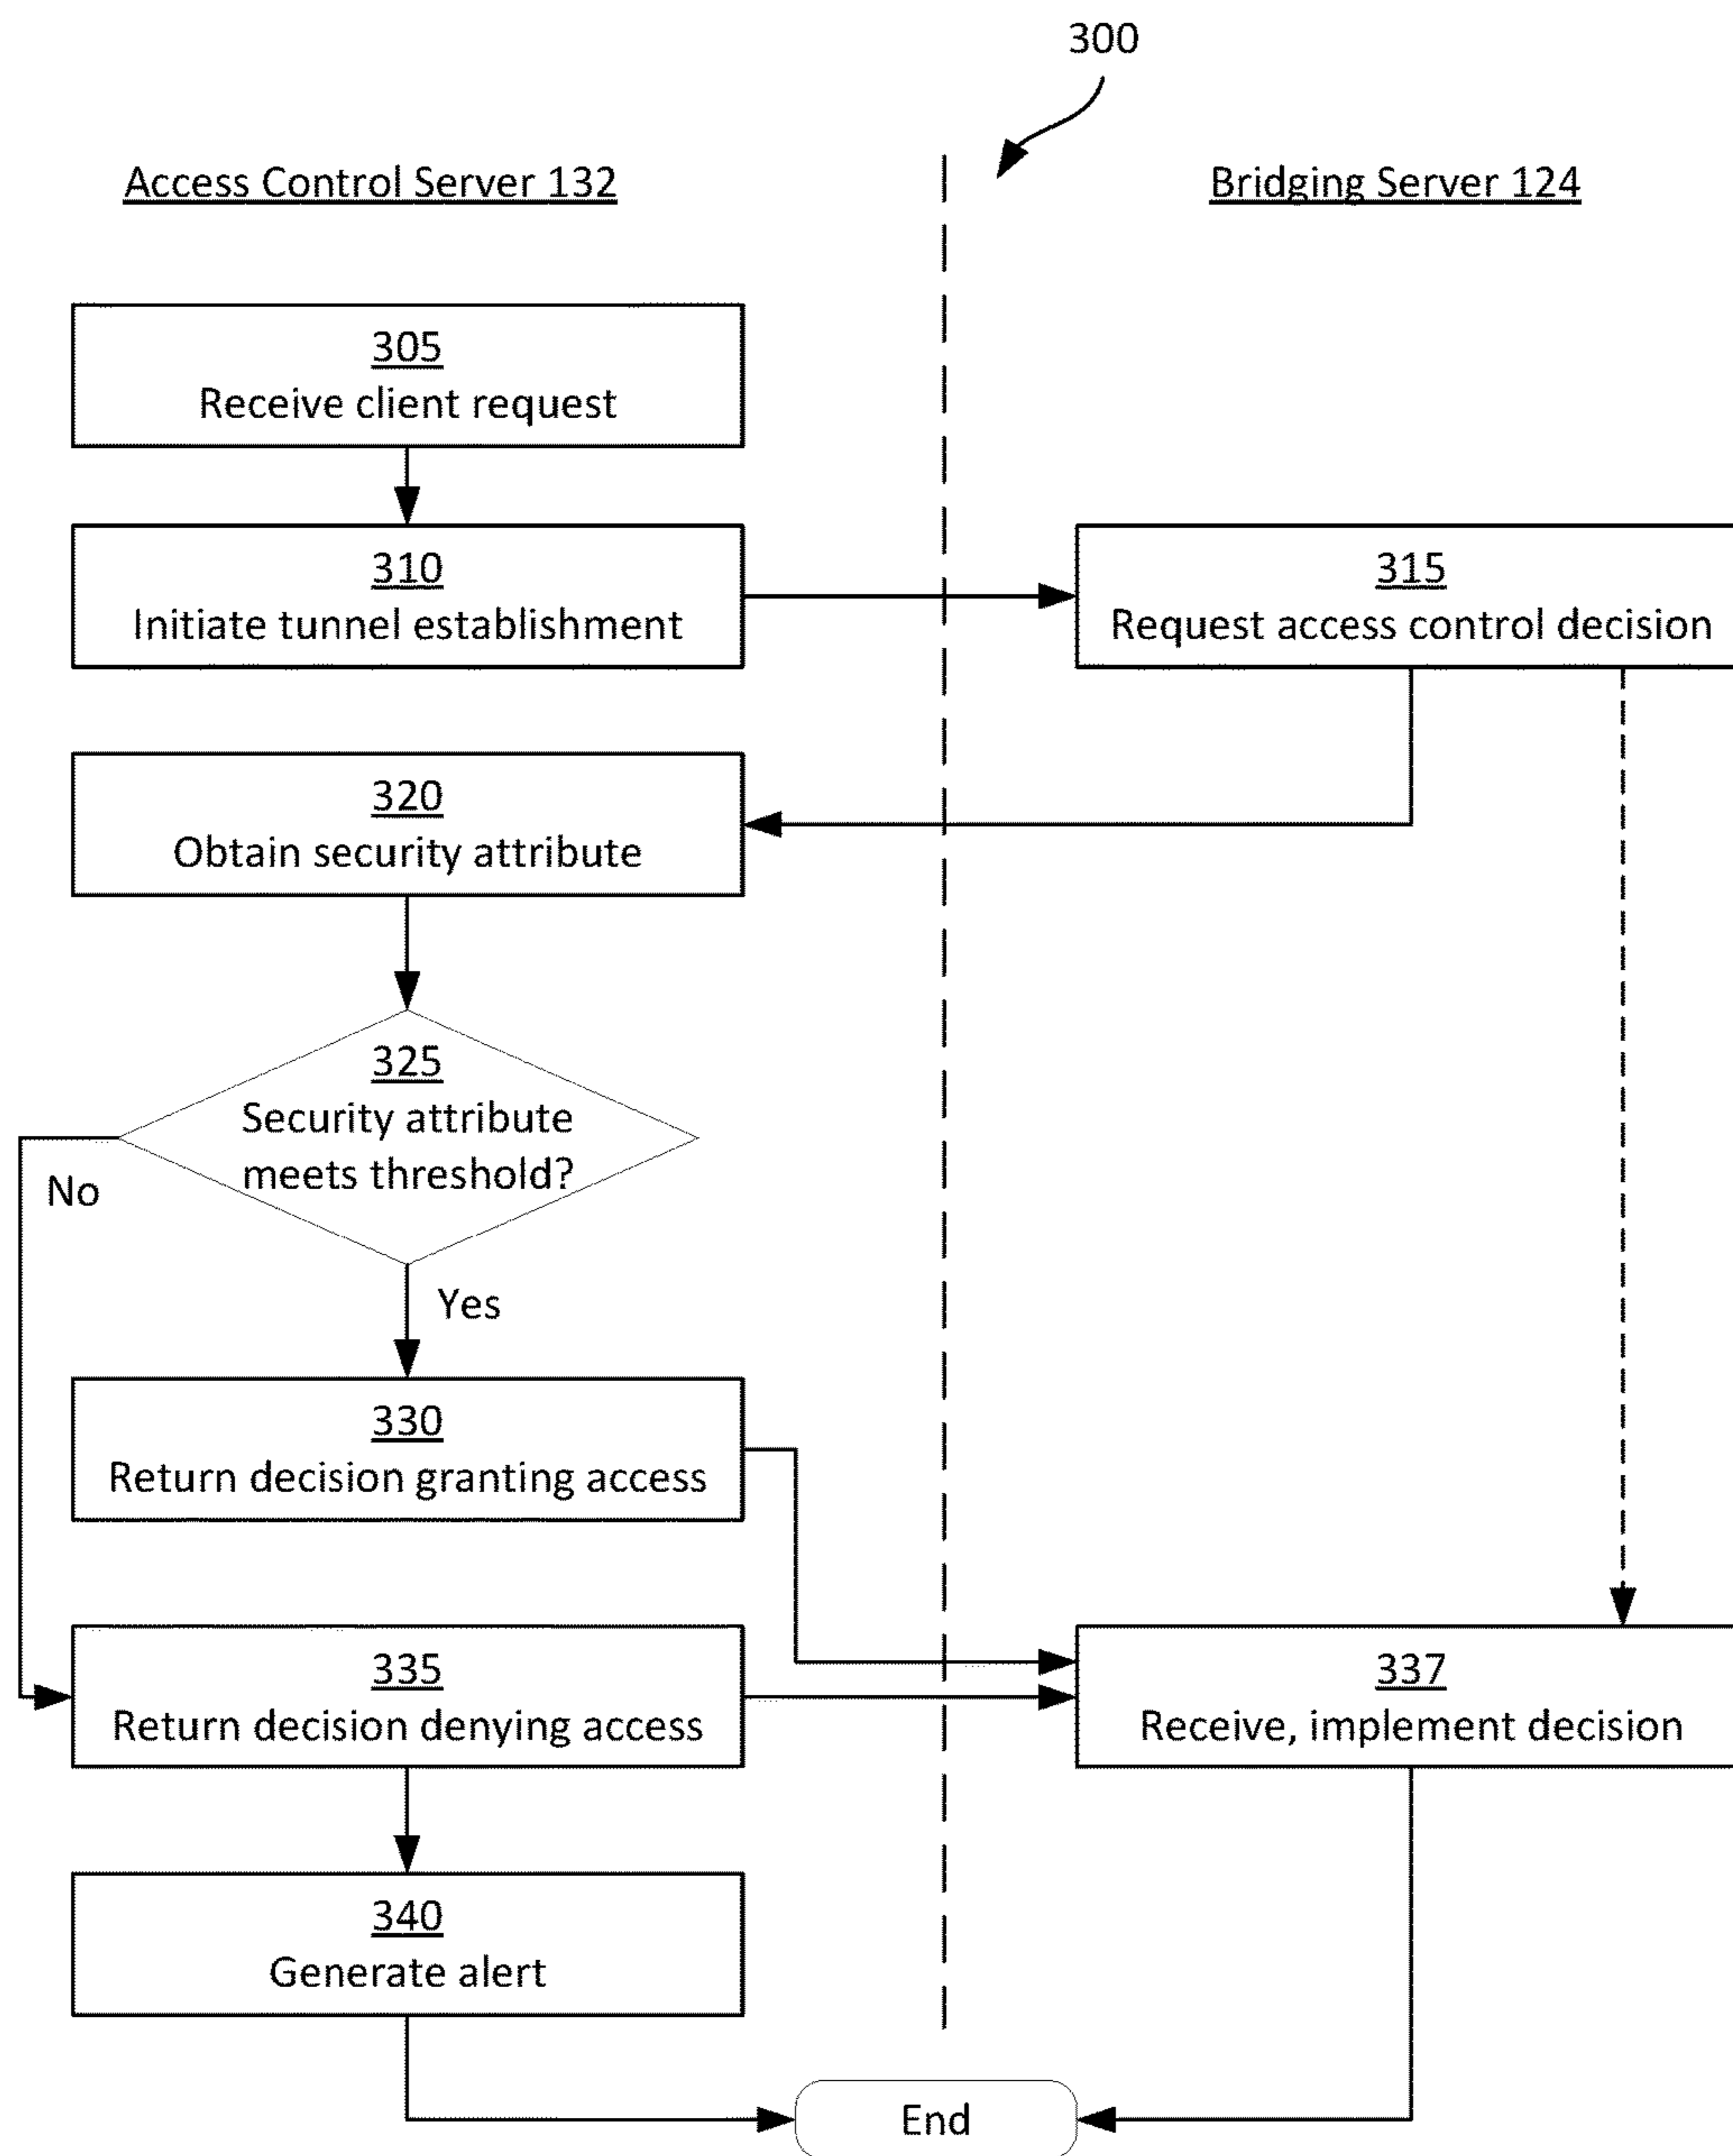 300
Access Control Server 132
Bridging Server 124
305
Receive client request
310
Initiate tunnel establishment
315
Request access control decision
320
Obtain security attribute
325
Security attribute
meets threshold?
No
Yes
330
Return decision granting access
335
Return decision denying access
337
Receive, implement decision
340
Generate alert
End